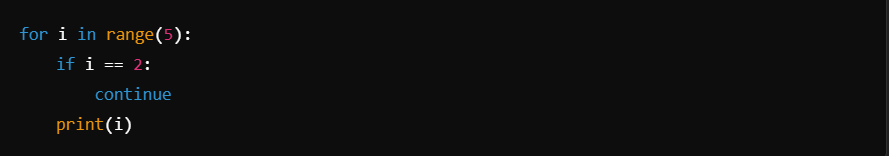 for i in range(5):
    if i == 2:
        continue
    print(i)